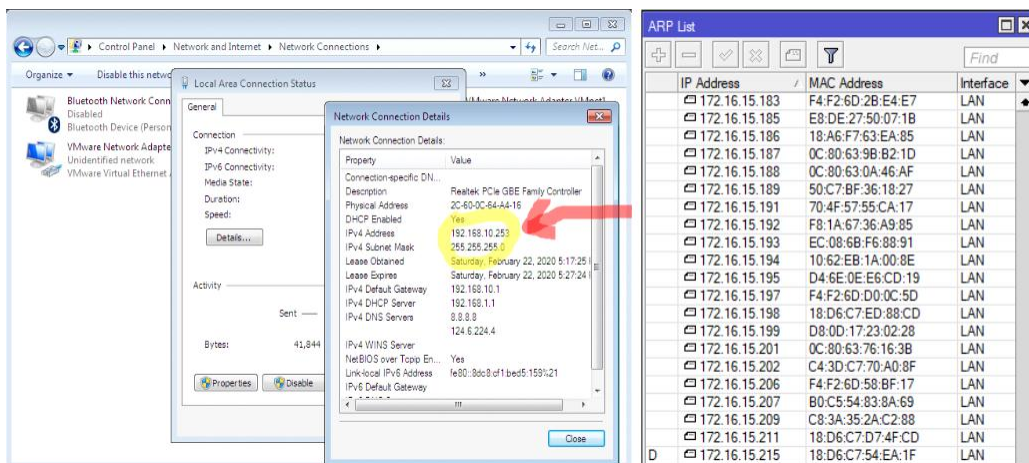 Control Panel ▸ Network and Internet ▸ Network Connections ▸
Search Net...
Organize
Disable this netwo
»
Bluetooth Network Conn
Disabled
Bluetooth Device (Person
VMware Network Adapte
Unidentified network
VMware Virtual Ethernet
Local Area Connection Status
General
Connection
IPv4 Connectivity:
IPv6 Connectivity:
Media State:
Duration:
Speed:
Details...
Activity
Sent
Bytes: 41,844
Properties
Disable
Network Connection Details
Network Connection Details:
Property Value
Connection-specific DN...
Description Realtek PCIe GBE Family Controller
Physical Address 2C-60-0C-64-A4-16
DHCP Enabled Yes
IPv4 Address 192.168.10.253
IPv4 Subnet Mask 255.255.255.0
Lease Obtained Saturday, February 22, 2020 5:17:25
Lease Expires Saturday, February 22, 2020 5:27:24
IPv4 Default Gateway 192.168.10.1
IPv4 DHCP Server 192.168.1.1
IPv4 DNS Servers 8.8.8.8
124.6.224.4
IPv4 WINS Server
NetBIOS over Tcpip En... Yes
Link-local IPv6 Address fe80::8dc8:cf1:bed5:159%21
IPv6 Default Gateway
Close
ARP List
Find
IP Address MAC Address Interface
172.16.15.183 F4:F2:6D:2B:E4:E7 LAN
172.16.15.185 E8:DE:27:50:07:1B LAN
172.16.15.186 18:A6:F7:63:EA:85 LAN
172.16.15.187 0C:80:63:9B:B2:1D LAN
172.16.15.188 0C:80:63:0A:46:AF LAN
172.16.15.189 50:C7:BF:36:18:27 LAN
172.16.15.191 70:4F:57:55:CA:17 LAN
172.16.15.192 F8:1A:67:36:A9:85 LAN
172.16.15.193 EC:08:6B:F6:88:91 LAN
172.16.15.194 10:62:EB:1A:00:8E LAN
172.16.15.195 D4:6E:0E:E6:CD:19 LAN
172.16.15.197 F4:F2:6D:D0:0C:5D LAN
172.16.15.198 18:D6:C7:ED:88:CD LAN
172.16.15.199 D8:0D:17:23:02:28 LAN
172.16.15.201 0C:80:63:76:16:3B LAN
172.16.15.202 C4:3D:C7:70:A0:8F LAN
172.16.15.206 F4:F2:6D:58:BF:17 LAN
172.16.15.207 B0:C5:54:83:8A:69 LAN
172.16.15.209 C8:3A:35:2A:C2:88 LAN
172.16.15.211 18:D6:C7:D7:4F:CD LAN
D 172.16.15.215 18:D6:C7:54:EA:1F LAN